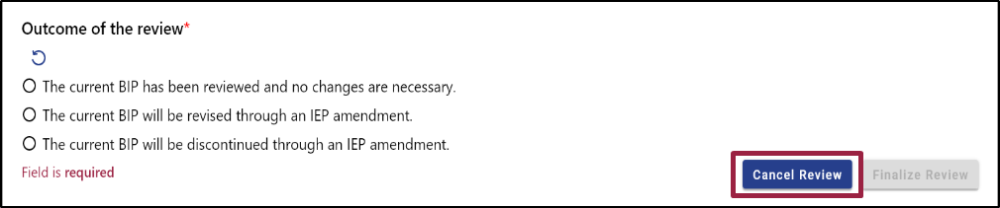 Outcome of the review*
The current BIP has been reviewed and no changes are necessary.
The current BIP will be revised through an IEP amendment.
The current BIP will be discontinued through an IEP amendment.
Field is required
Cancel Review Finalize Review